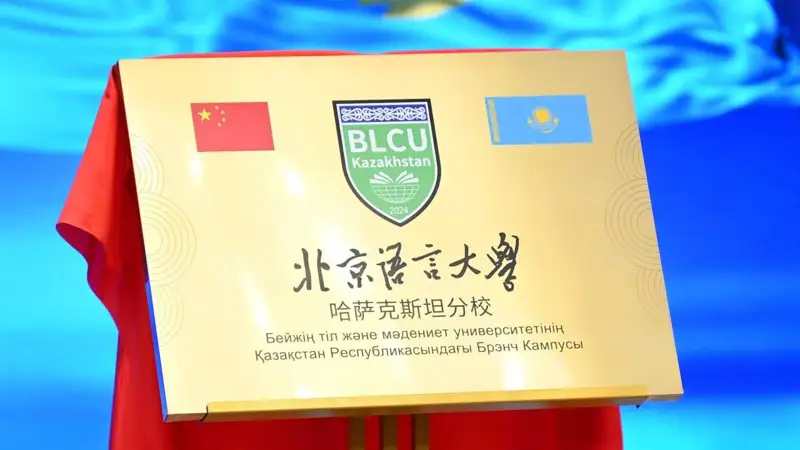 BLCU
Kazakhstan
2024
北京语言大学
哈萨克斯坦分校
Бейжің тіл және мәдениет университетінің
Қазақстан Республикасындағы Брэнч Кампусы